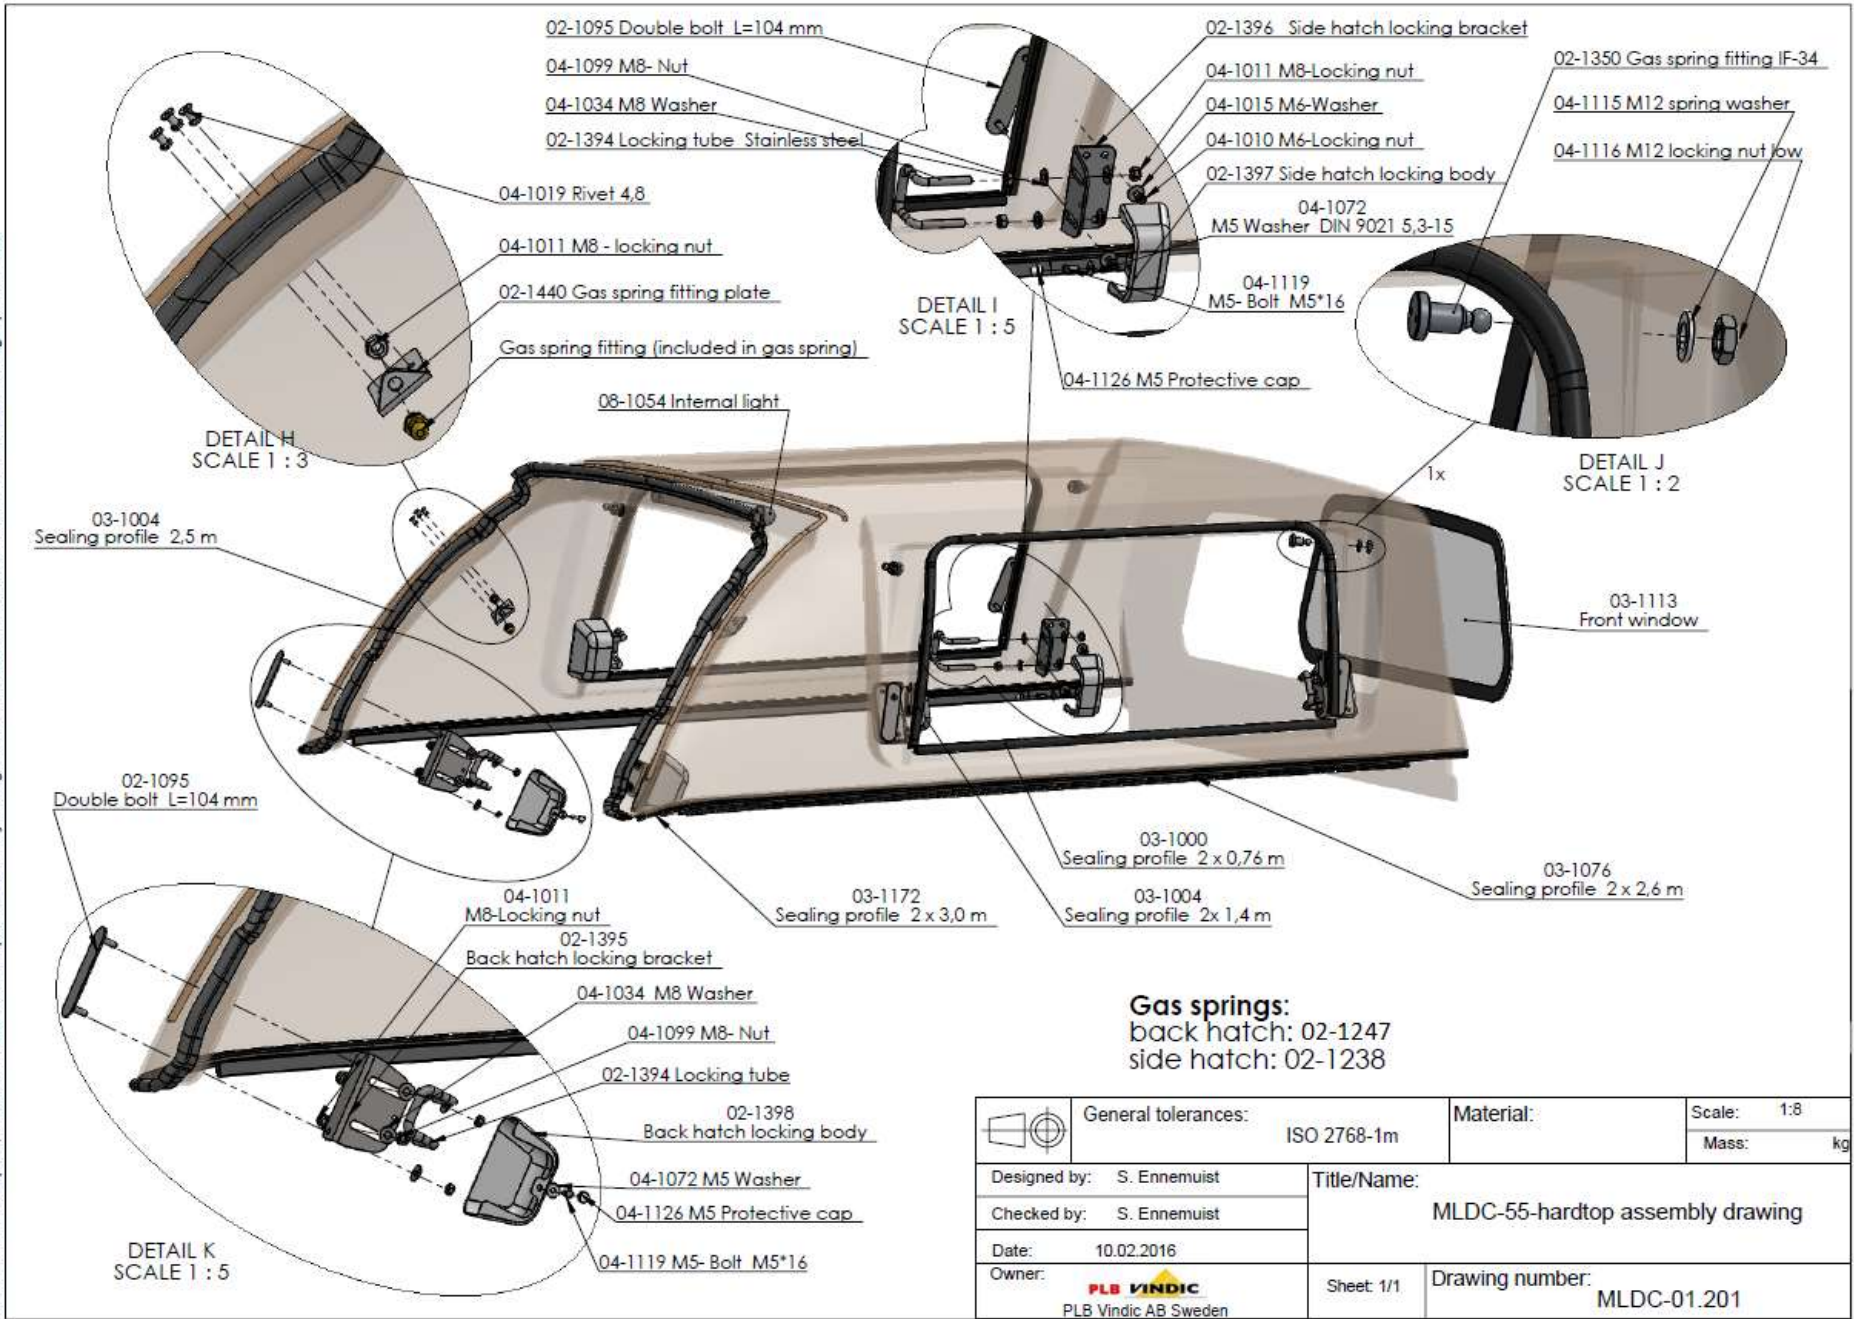 02-1095 Double bolt L=104 mm
04-1099 M8- Nut
04-1034 M8 Washer
02-1394 Locking tube Stainless steel
02-1396 Side hatch locking bracket
04-1011 M8-Locking nut
04-1015 M6-Washer
04-1010 M6-Locking nut
02-1397 Side hatch locking body
04-1072
M5 Washer DIN 9021 5,3-15
04-1119
M5- Bolt M5*16
04-1126 M5 Protective cap
DETAIL I
SCALE 1 : 5
02-1350 Gas spring fitting IF-34
04-1115 M12 spring washer
04-1116 M12 locking nut low
DETAIL J
SCALE 1 : 2
1x
04-1019 Rivet 4,8
04-1011 M8 - locking nut
02-1440 Gas spring fitting plate
Gas spring fitting (included in gas spring)
DETAIL H
SCALE 1 : 3
08-1054 Internal light
03-1004
Sealing profile 2,5 m
03-1113
Front window
02-1095
Double bolt L=104 mm
03-1000
Sealing profile 2 x 0,76 m
03-1076
Sealing profile 2 x 2,6 m
03-1172
Sealing profile 2 x 3,0 m
03-1004
Sealing profile 2x 1,4 m
04-1011
M8-Locking nut
02-1395
Back hatch locking bracket
04-1034 M8 Washer
04-1099 M8- Nut
02-1394 Locking tube
02-1398
Back hatch locking body
04-1072 M5 Washer
04-1126 M5 Protective cap
04-1119 M5- Bolt M5*16
DETAIL K
SCALE 1 : 5
Gas springs:
back hatch: 02-1247
side hatch: 02-1238
General tolerances:
ISO 2768-1m
Material:
Scale: 1:8
Mass: kg
Designed by: S. Ennemuist
Checked by: S. Ennemuist
Date: 10.02.2016
Title/Name:
MLDC-55-hardtop assembly drawing
Owner:
PLB VINDIC
PLB Vindic AB Sweden
Sheet: 1/1
Drawing number:
MLDC-01.201